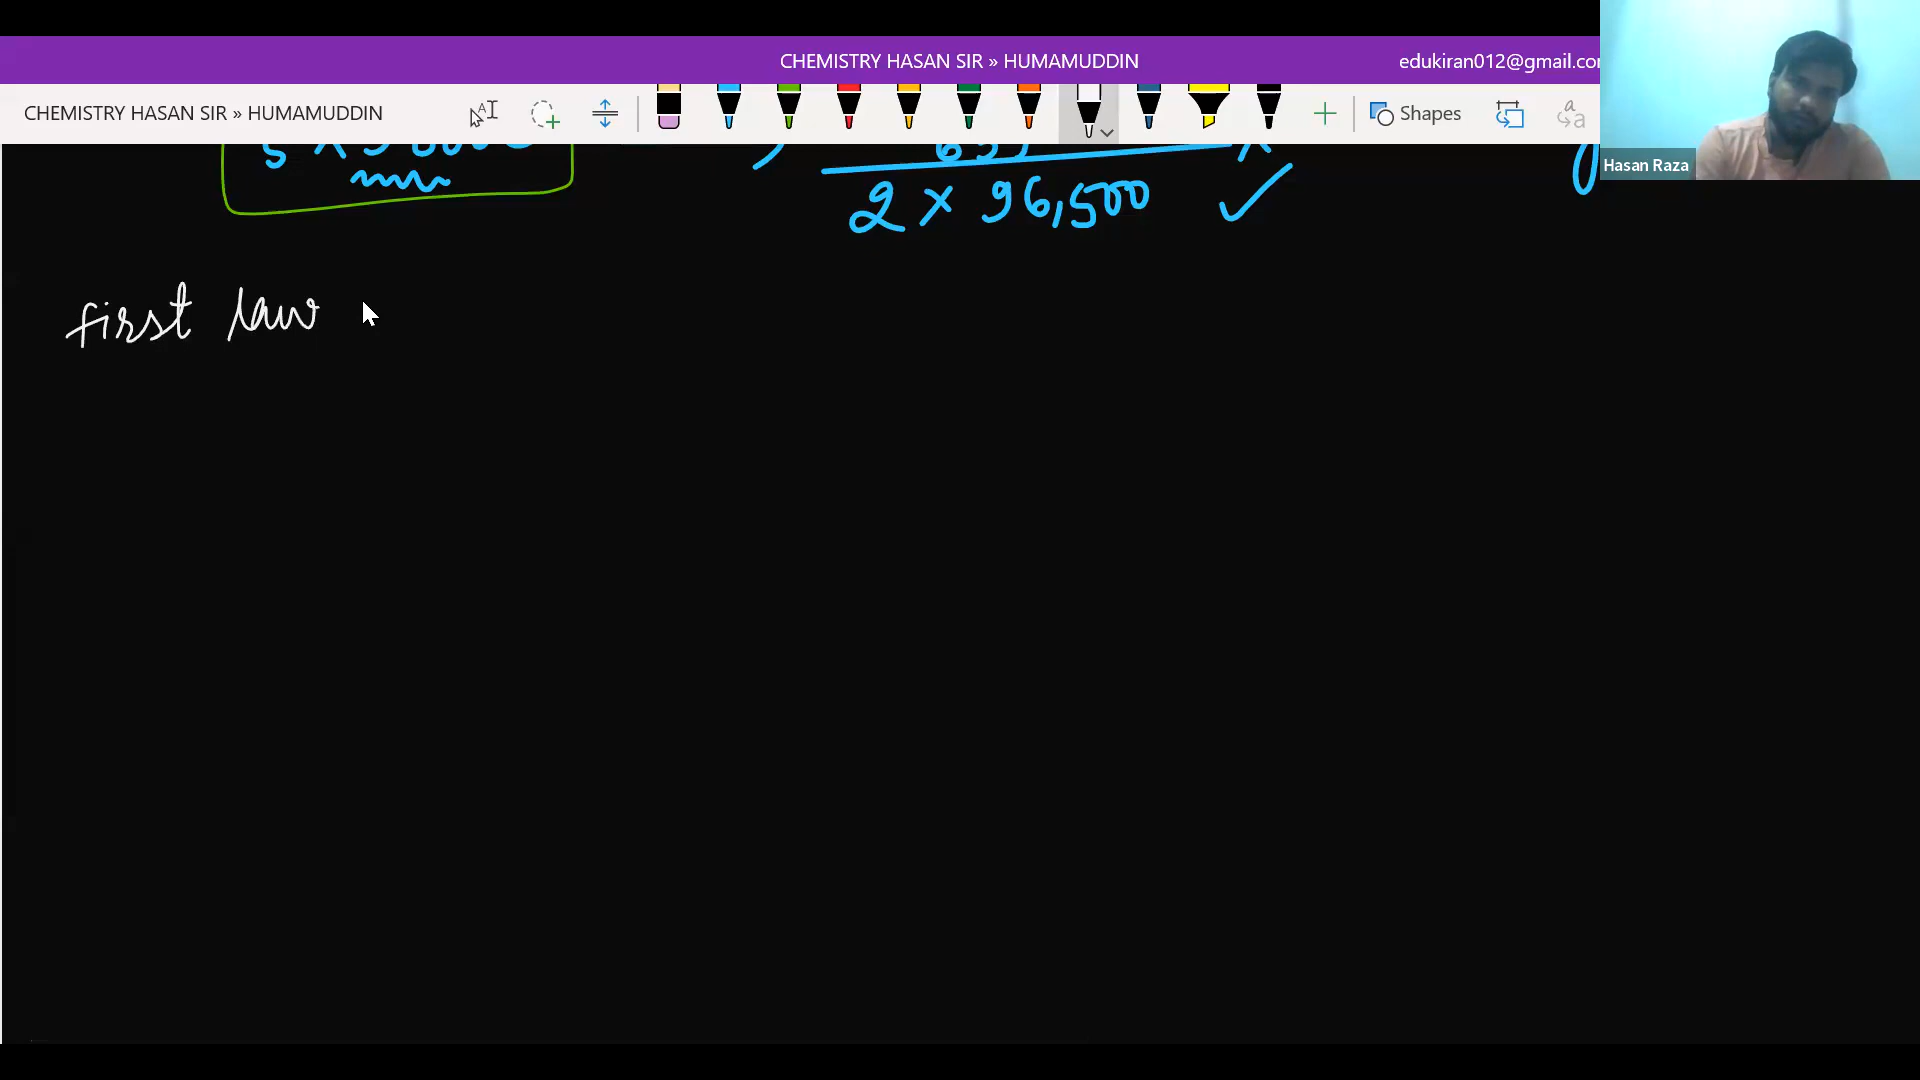 CHEMISTRY HASAN SIR » HUMAMUDDIN
edukiran012@gmail.co
CHEMISTRY HASAN SIR » HUMAMUDDIN
Shapes
Hasan Raza
2 × 96,500 ✓
first law